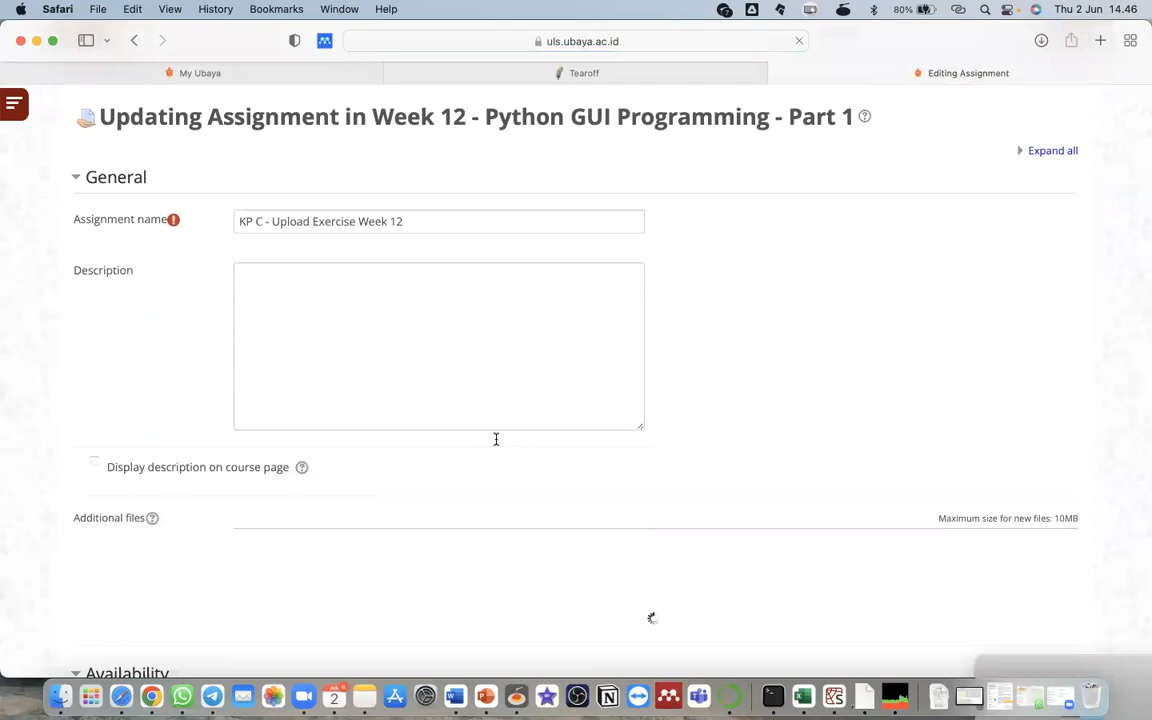 Safari File Edit View History Bookmarks Window Help 80% Thu 2 Jun 14.46
uls.ubaya.ac.id
My Ubaya Tearoff Editing Assignment
Updating Assignment in Week 12 - Python GUI Programming - Part 1
Expand all
General
Assignment name KP C - Upload Exercise Week 12
Description
Display description on course page
Additional files Maximum size for new files: 10MB
Availability